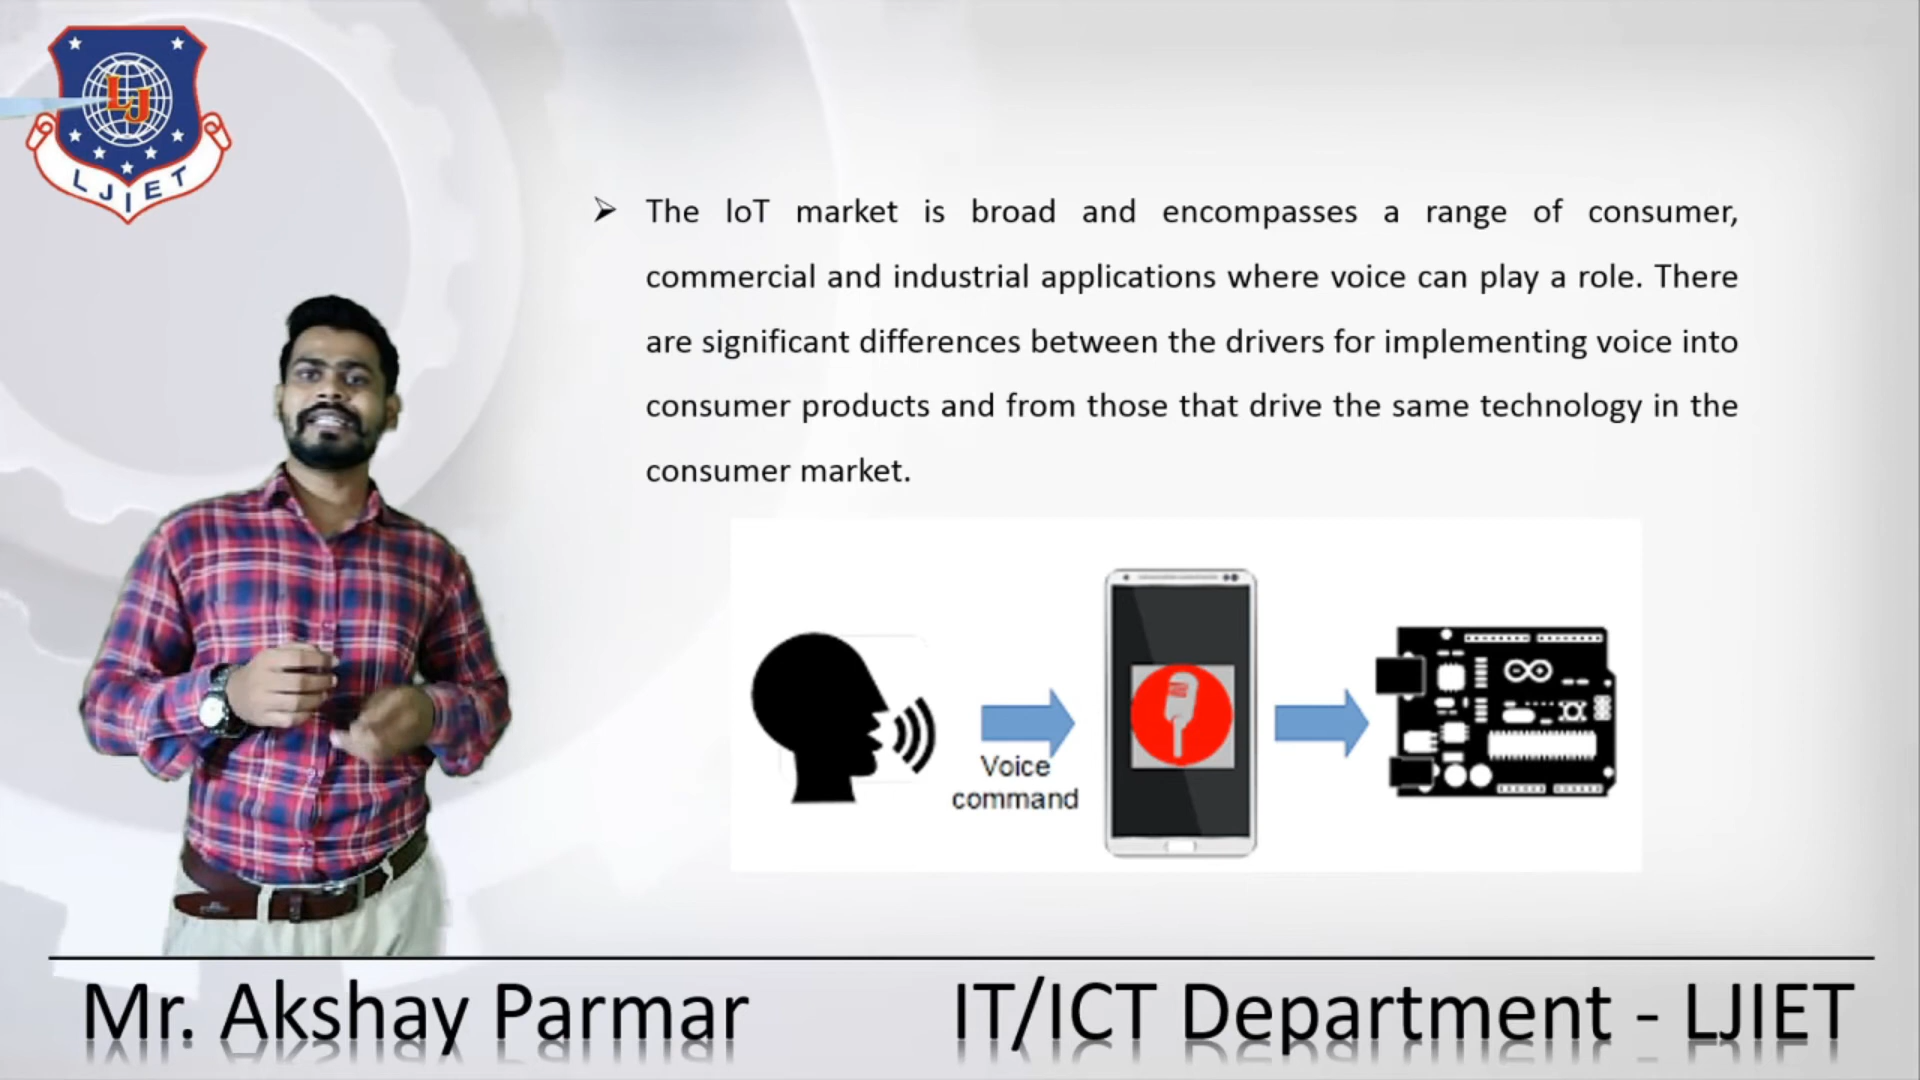 LJ
LJIET
➢ The IoT market is broad and encompasses a range of consumer,
commercial and industrial applications where voice can play a role. There
are significant differences between the drivers for implementing voice into
consumer products and from those that drive the same technology in the
consumer market.
Voice
command
Mr. Akshay Parmar IT/ICT Department - LJIET